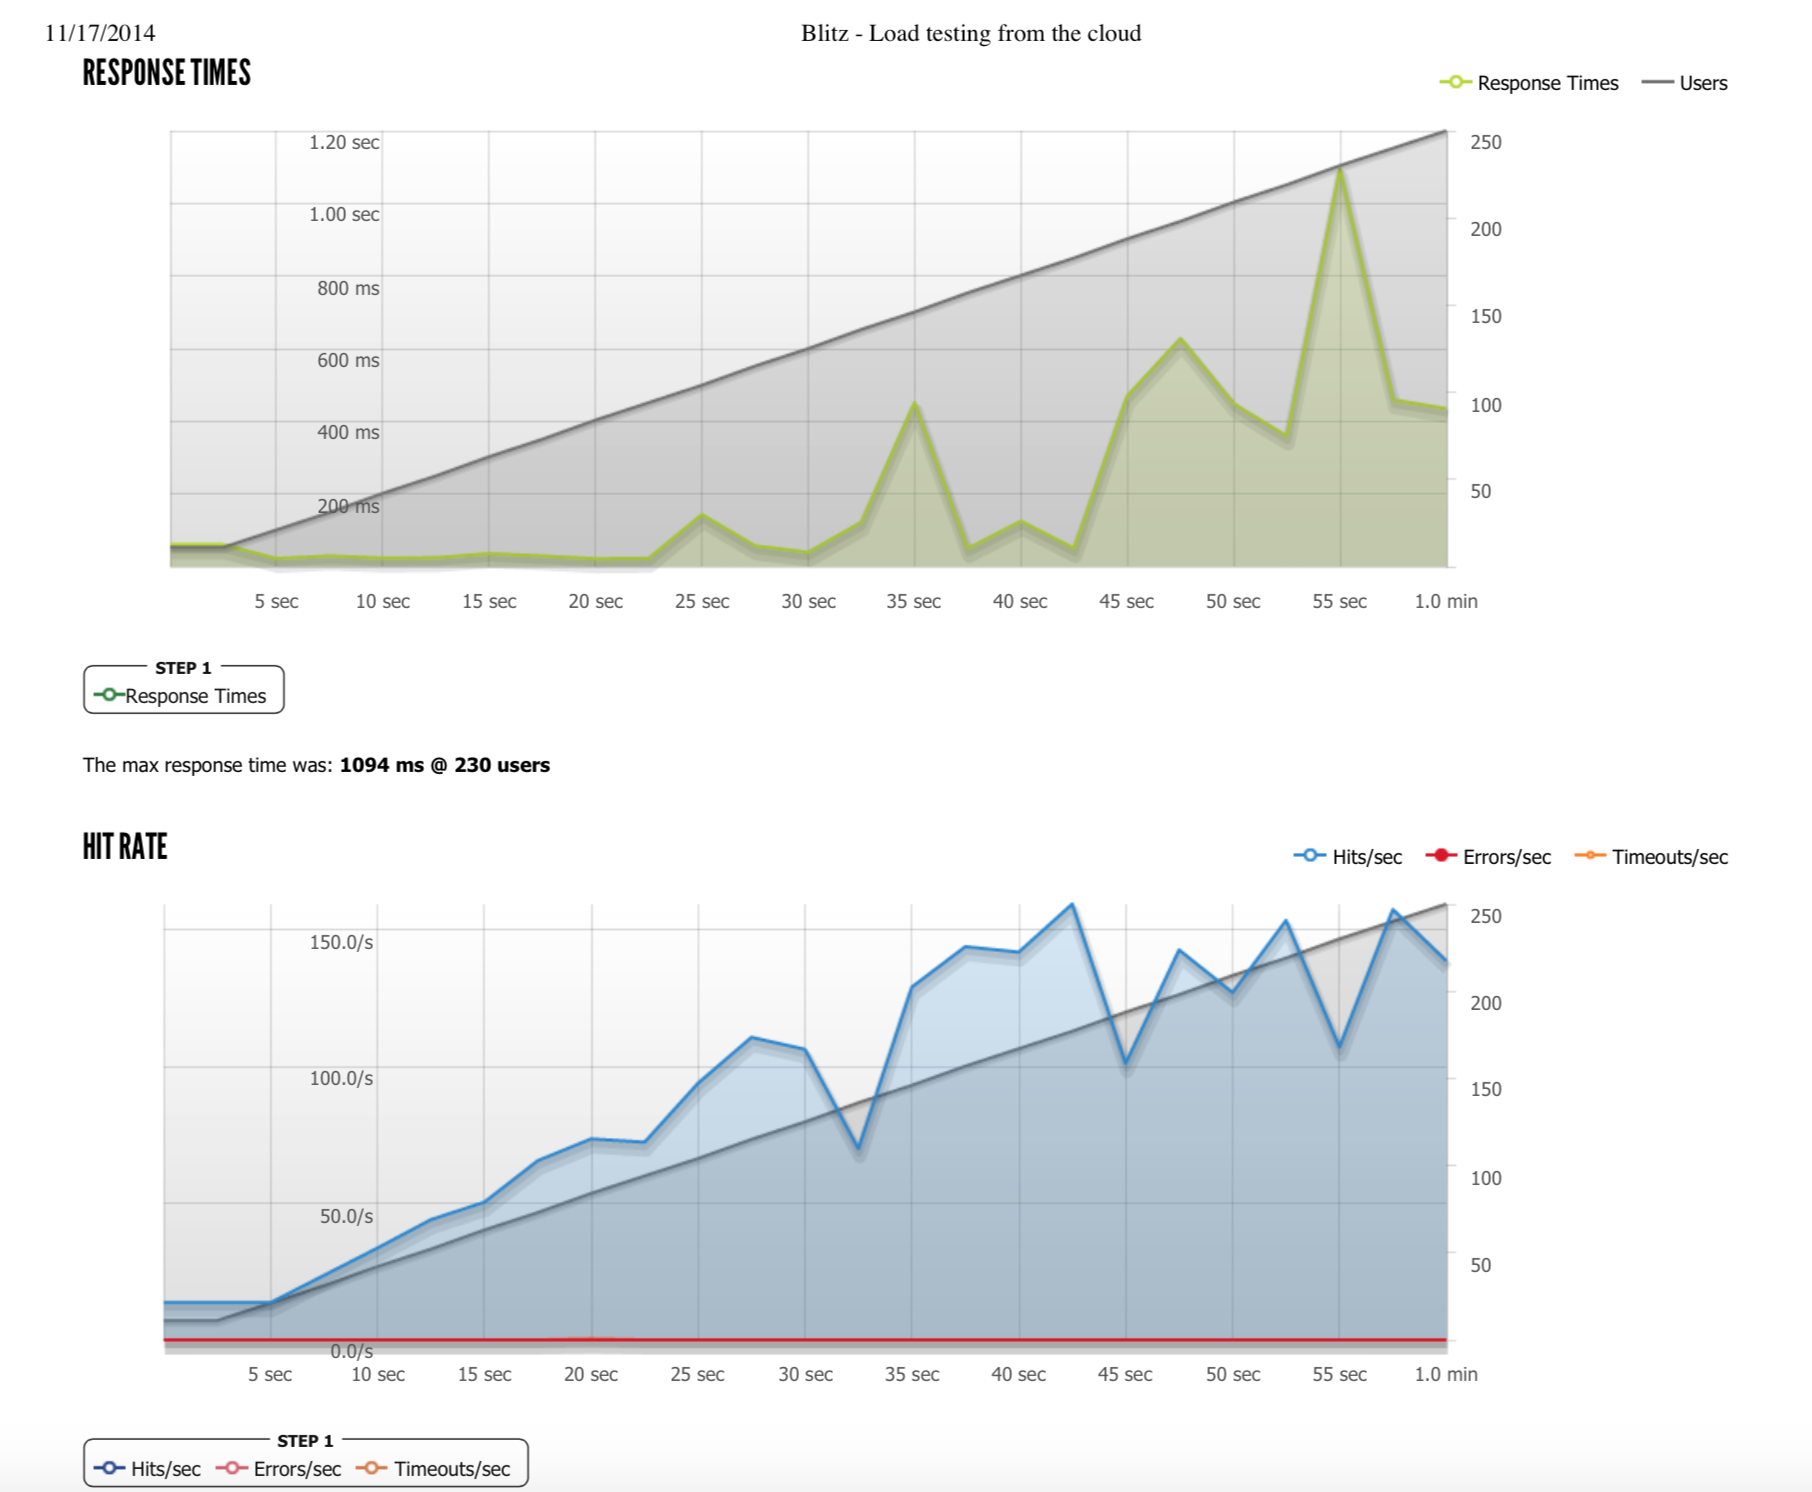 11/17/2014 Blitz - Load testing from the cloud
RESPONSE TIMES
Response Times Users
1.20 sec 250
1.00 sec 200
800 ms 150
600 ms
400 ms 100
200 ms 50
5 sec 10 sec 15 sec 20 sec 25 sec 30 sec 35 sec 40 sec 45 sec 50 sec 55 sec 1.0 min
STEP 1
Response Times
The max response time was: 1094 ms @ 230 users
HIT RATE
Hits/sec Errors/sec Timeouts/sec
250
150.0/s
200
100.0/s 150
100
50.0/s
50
0.0/s
5 sec 10 sec 15 sec 20 sec 25 sec 30 sec 35 sec 40 sec 45 sec 50 sec 55 sec 1.0 min
STEP 1
Hits/sec Errors/sec Timeouts/sec